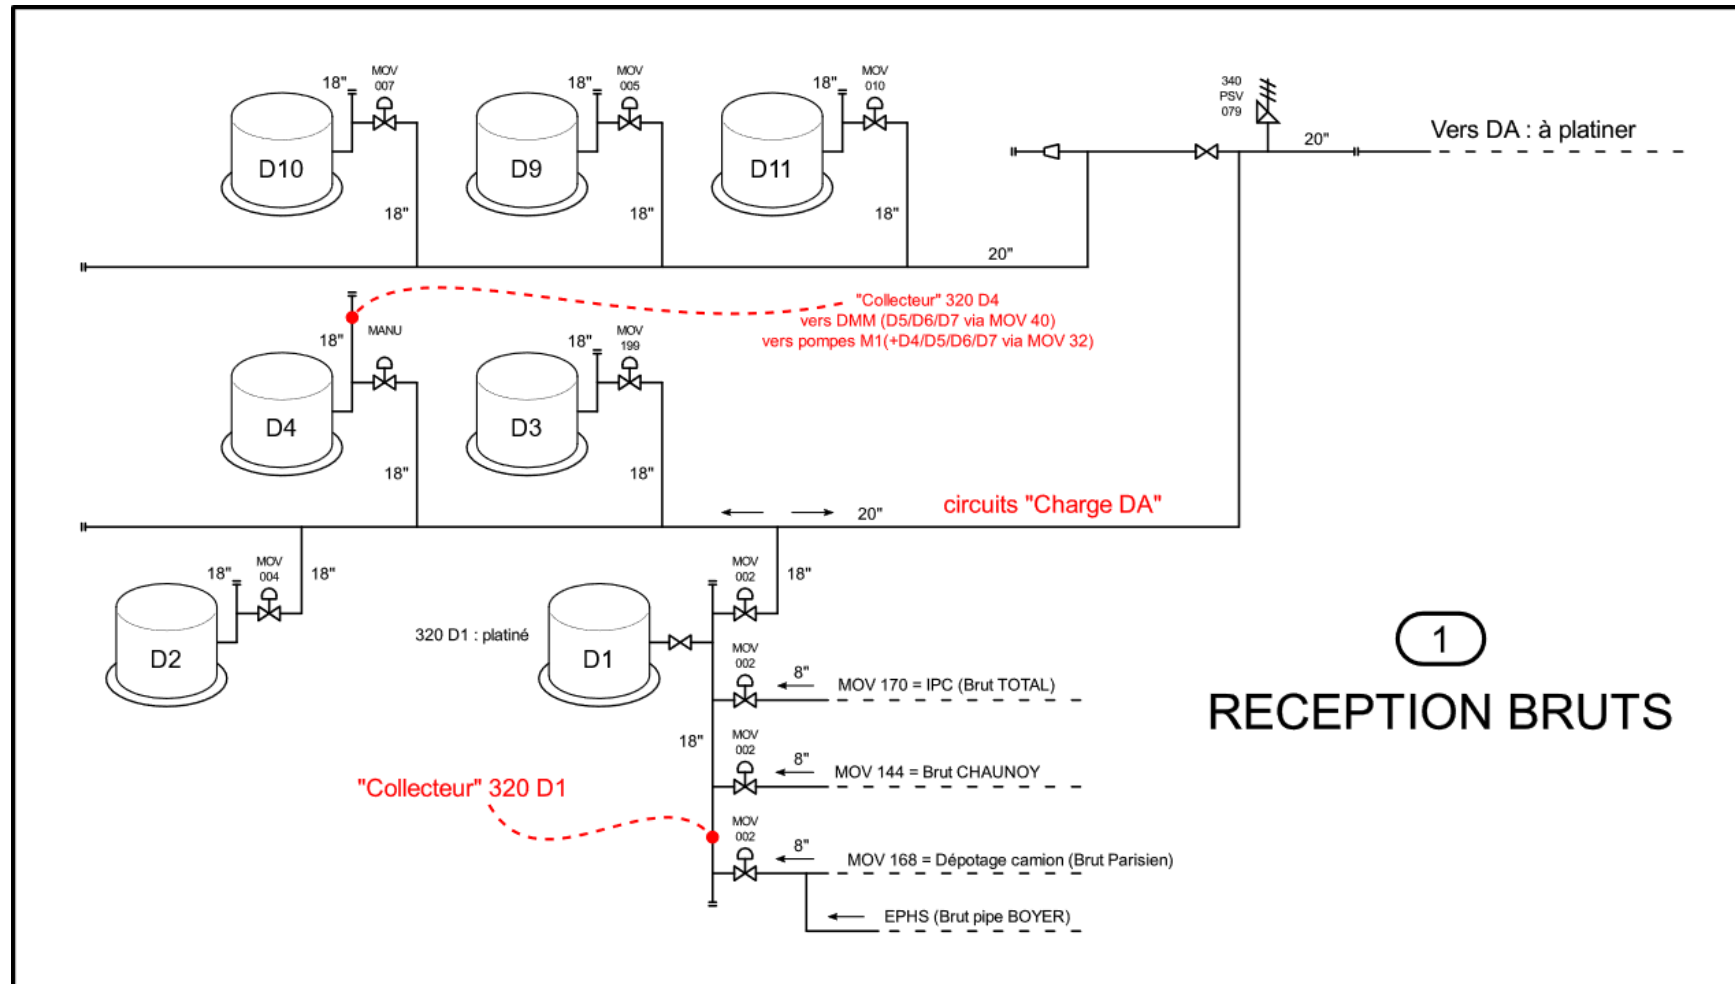 18"
MOV
007
18"
MOV
005
18"
MOV
010
340
PSV
079
Vers DA : à platiner
20"
D10
D9
D11
18"
18"
18"
20"
"Collecteur" 320 D4
vers DMM (D5/D6/D7 via MOV 40)
vers pompes M1(+D4/D5/D6/D7 via MOV 32)
18"
MANU
18"
MOV
199
D4
D3
18"
18"
circuits "Charge DA"
20"
18"
MOV
004
18"
MOV
002
18"
320 D1 : platiné
D2
D1
MOV
002
8"
MOV 170 = IPC (Brut TOTAL)
1
RECEPTION BRUTS
18"
MOV
002
8"
MOV 144 = Brut CHAUNOY
"Collecteur" 320 D1
MOV
002
8"
MOV 168 = Dépotage camion (Brut Parisien)
EPHS (Brut pipe BOYER)